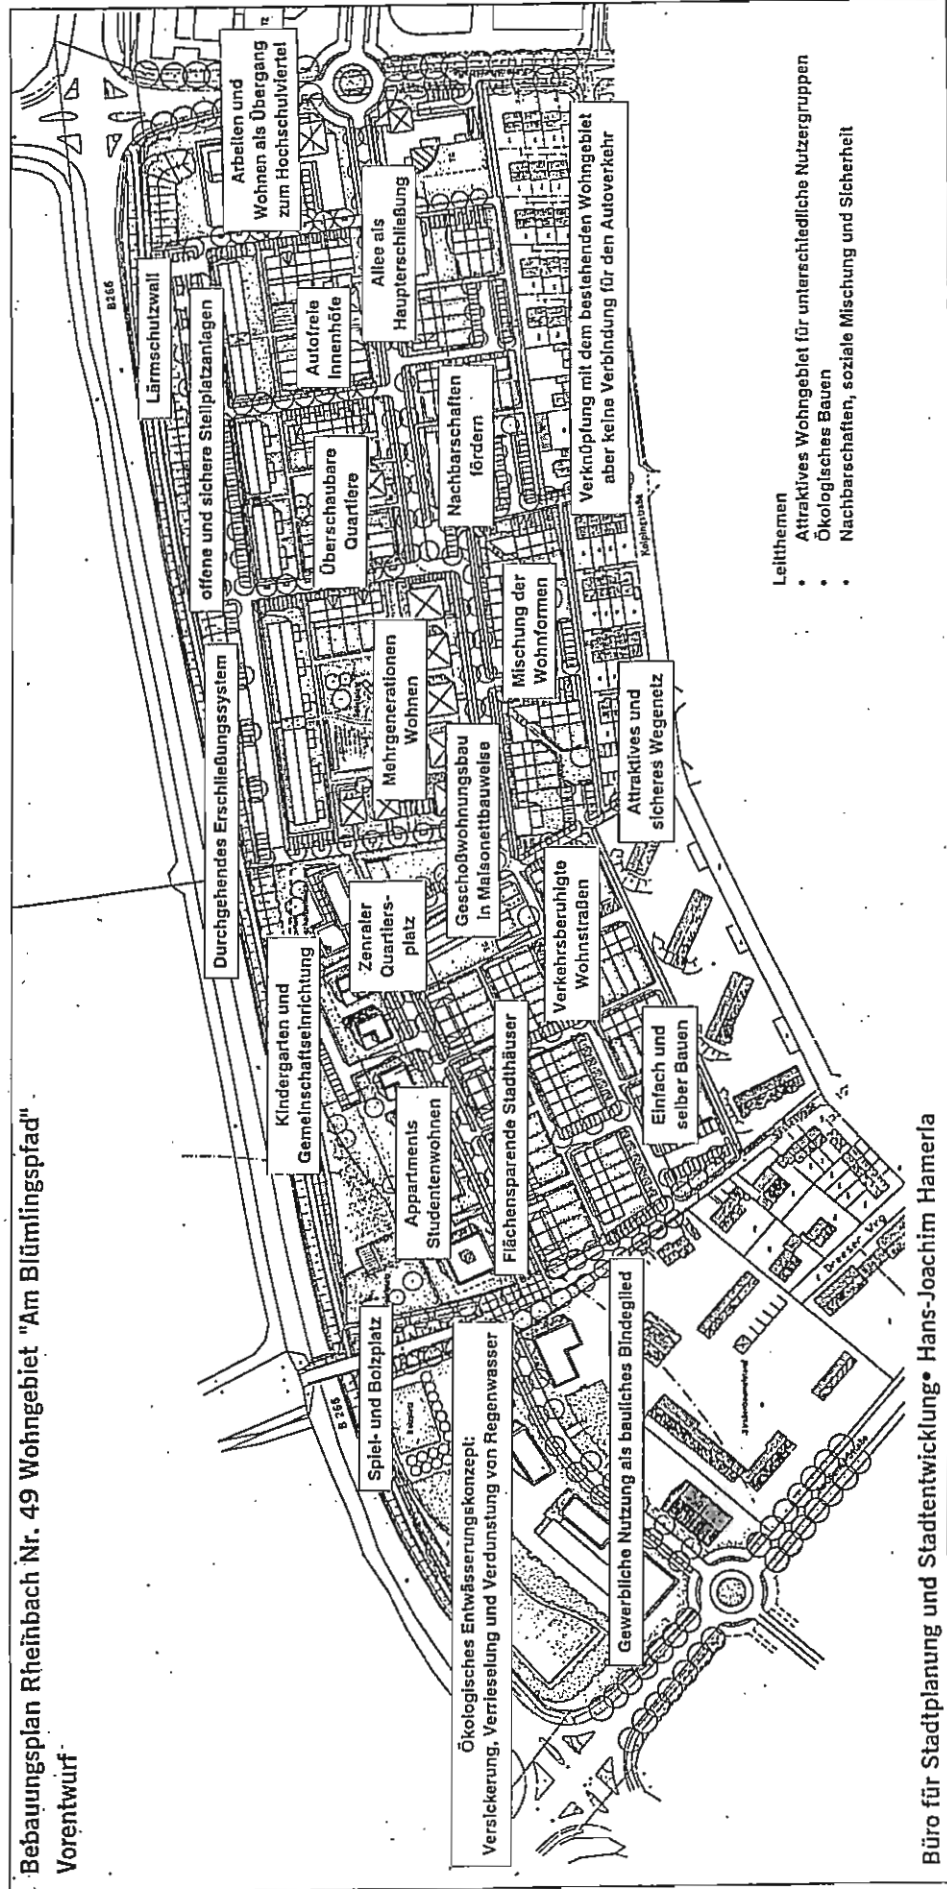 Bebauungsplan Rheinbach Nr. 49 Wohngebiet "Am Blümlingspfad"
Vorentwurf
B266
Lärmschutzwall
Arbeiten und
Wohnen als Übergang
zum Hochschulviertel
offene und sichere Stellplatzanlagen
Autofreie
Innenhöfe
Allee als
Haupterschließung
Durchgehendes Erschließungssystem
Überschaubare
Quartiere
Nachbarschaften
fördern
Verknüpfung mit dem bestehenden Wohngebiet
aber keine Verbindung für den Autoverkehr
Mehrgenerationen
Wohnen
Mischung der
Wohnformen
Kolpingstraße
Kindergarten und
Gemeinschaftseinrichtung
Zenraler
Quartiers-
platz
Geschoßwohnungsbau
in Maisonettbauweise
Attraktives und
sicheres Wegenetz
Verkehrsberuhigte
Wohnstraßen
Appartments
Studentenwohnen
Flächensparende Stadthäuser
Einfach und
selber Bauen
B 266
Spiel- und Bolzplatz
Ökologisches Entwässerungskonzept:
Versickerung, Verrieselung und Verdunstung von Regenwasser
Gewerbliche Nutzung als bauliches Bindeglied
Dreeser Weg
Leitthemen
• Attraktives Wohngebiet für unterschiedliche Nutzergruppen
• Ökologisches Bauen
• Nachbarschaften, soziale Mischung und Sicherheit
Büro für Stadtplanung und Stadtentwicklung• Hans-Joachim Hamerla